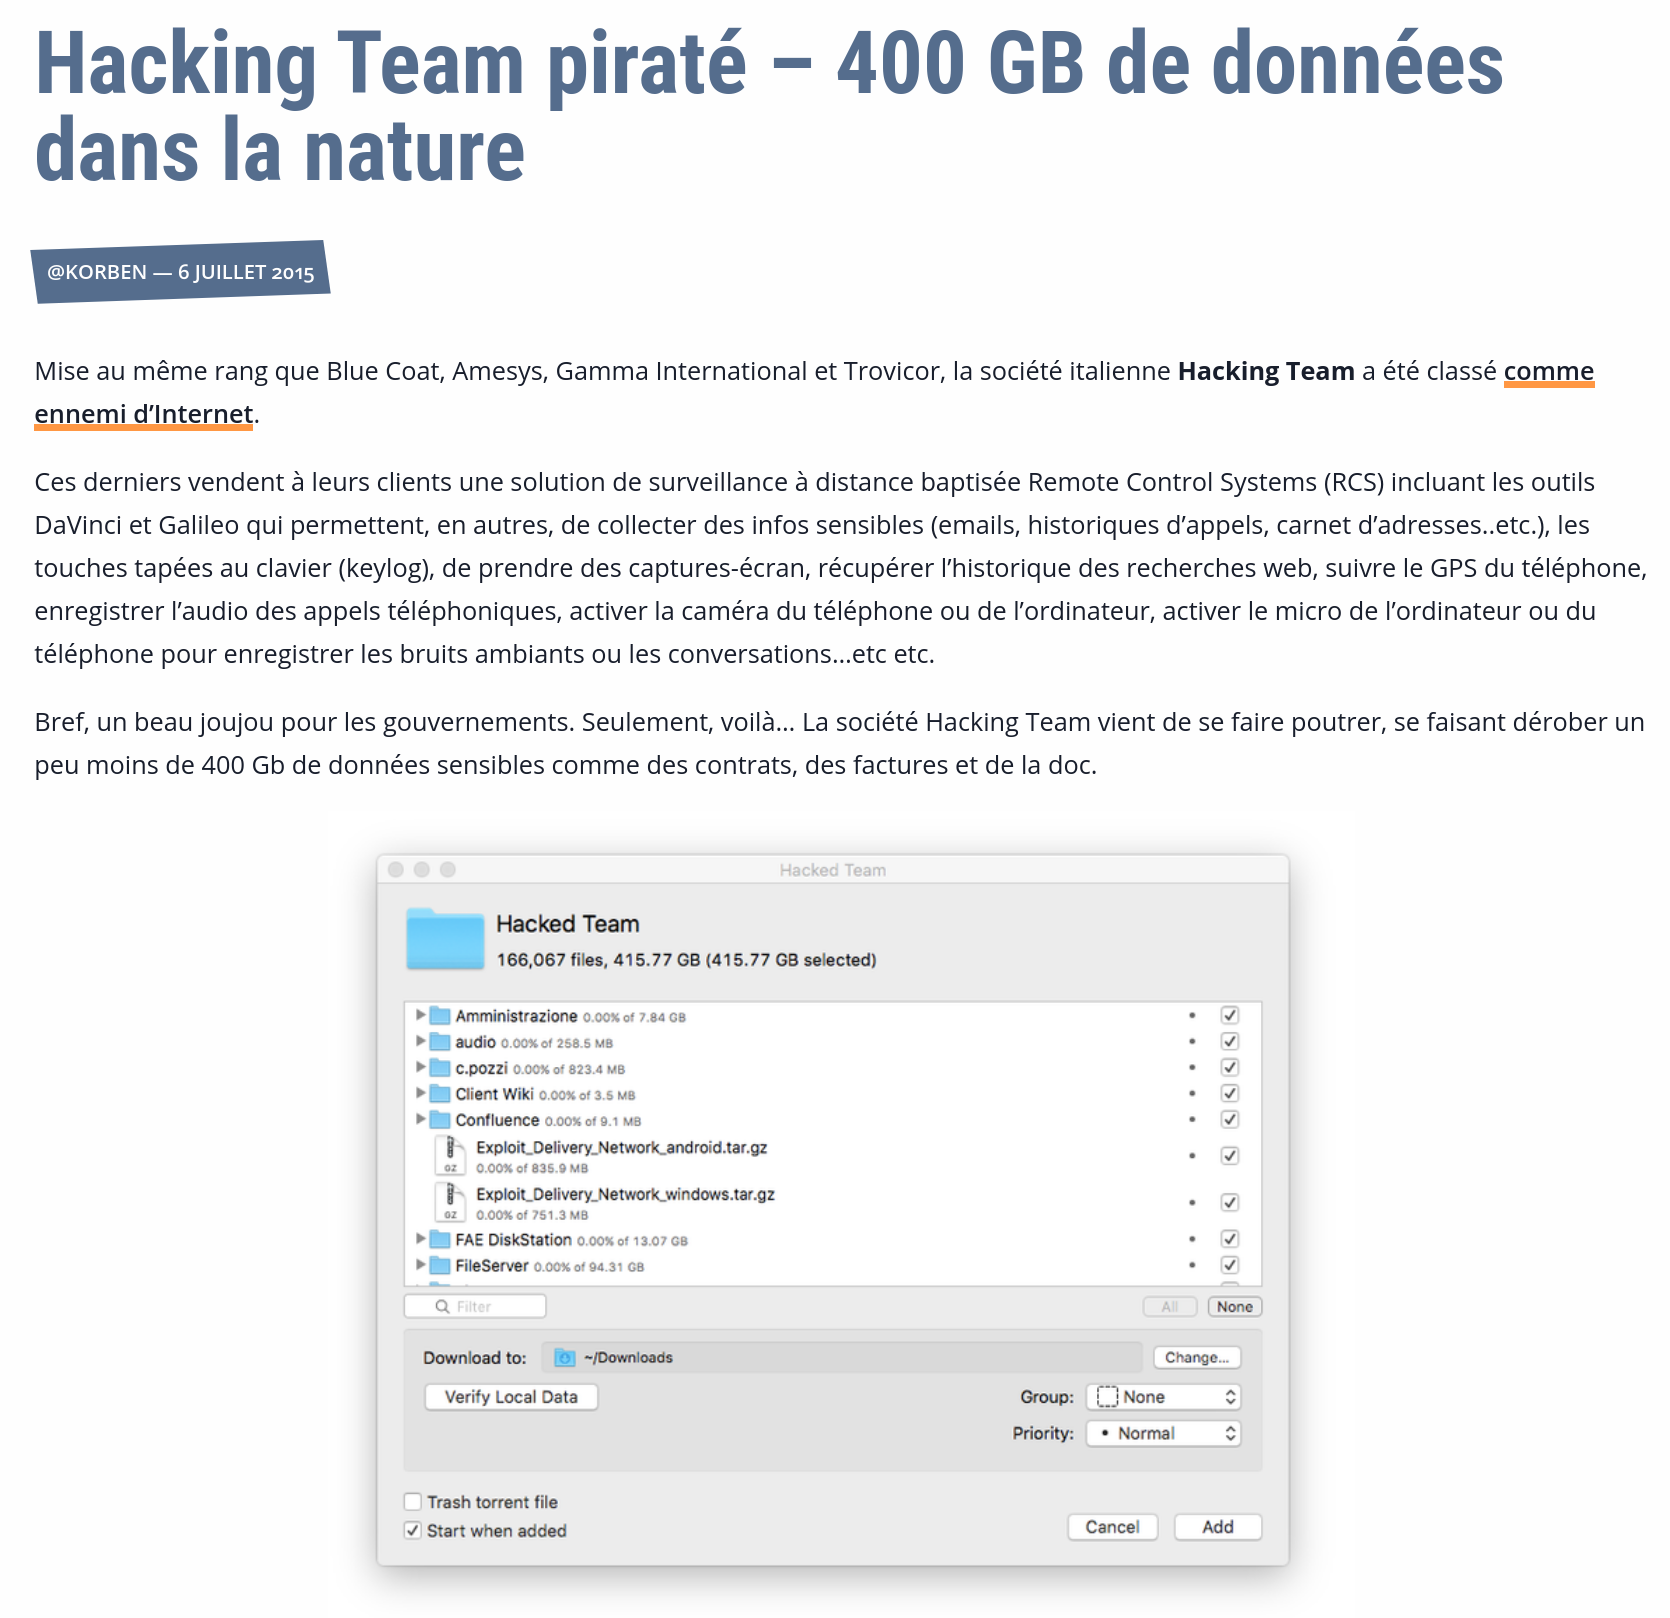 Hacking Team piraté – 400 GB de données
dans la nature
@KORBEN — 6 JUILLET 2015
Mise au même rang que Blue Coat, Amesys, Gamma International et Trovicor, la société italienne Hacking Team a été classé comme
ennemi d’Internet.
Ces derniers vendent à leurs clients une solution de surveillance à distance baptisée Remote Control Systems (RCS) incluant les outils
DaVinci et Galileo qui permettent, en autres, de collecter des infos sensibles (emails, historiques d’appels, carnet d’adresses..etc.), les
touches tapées au clavier (keylog), de prendre des captures-écran, récupérer l’historique des recherches web, suivre le GPS du téléphone,
enregistrer l’audio des appels téléphoniques, activer la caméra du téléphone ou de l’ordinateur, activer le micro de l’ordinateur ou du
téléphone pour enregistrer les bruits ambiants ou les conversations…etc etc.
Bref, un beau joujou pour les gouvernements. Seulement, voilà… La société Hacking Team vient de se faire poutrer, se faisant dérober un
peu moins de 400 Gb de données sensibles comme des contrats, des factures et de la doc.
Hacked Team
Hacked Team
166,067 files, 415.77 GB (415.77 GB selected)
Amministrazione 0.00% of 7.84 GB
audio 0.00% of 258.5 MB
c.pozzi 0.00% of 823.4 MB
Client Wiki 0.00% of 3.5 MB
Confluence 0.00% of 9.1 MB
Exploit_Delivery_Network_android.tar.gz
GZ 0.00% of 835.9 MB
Exploit_Delivery_Network_windows.tar.gz
GZ 0.00% of 751.3 MB
FAE DiskStation 0.00% of 13.07 GB
FileServer 0.00% of 94.31 GB
Filter All None
Download to: ~/Downloads Change...
Verify Local Data Group: None
Priority: • Normal
Trash torrent file
Start when added Cancel Add